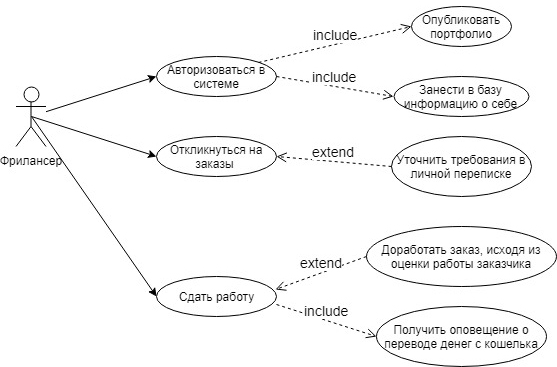 Опубликовать
портфолио
include
Авторизоваться в
системе
include
Занести в базу
информацию о себе
Фрилансер
Откликнуться на
заказы
extend
Уточнить требования в
личной переписке
Доработать заказ, исходя из
оценки работы заказчика
extend
Сдать работу
include
Получить оповещение о
переводе денег с кошелька